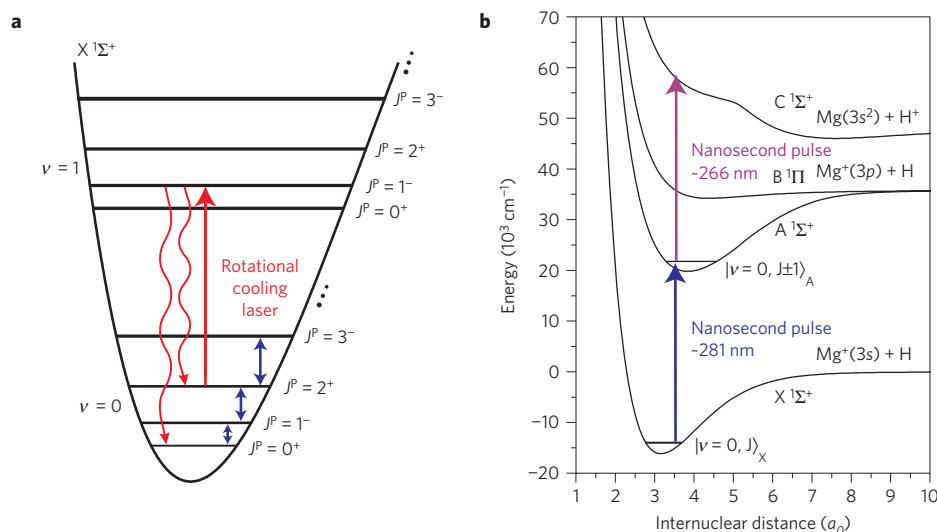 a
X ¹Σ⁺
Jᴾ = 3⁻
Jᴾ = 2⁺
ν = 1
Jᴾ = 1⁻
Jᴾ = 0⁺
Rotational
cooling
laser
Jᴾ = 3⁻
Jᴾ = 2⁺
ν = 0
Jᴾ = 1⁻
Jᴾ = 0⁺
b
70
60
50
40
30
20
10
0
−10
−20
Energy (10³ cm⁻¹)
C ¹Σ⁺
Mg(3s²) + H⁺
Nanosecond pulse
~266 nm
B ¹Π
Mg⁺(3p) + H
A ¹Σ⁺
|ν = 0, J±1⟩A
Nanosecond pulse
~281 nm
Mg⁺(3s) + H
X ¹Σ⁺
|ν = 0, J⟩X
1 2 3 4 5 6 7 8 9 10
Internuclear distance (a₀)